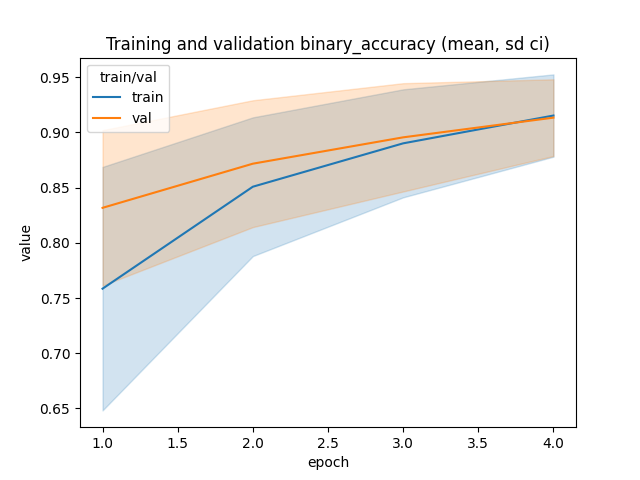 Training and validation binary_accuracy (mean, sd ci)
train/val
train
val
value
0.95
0.90
0.85
0.80
0.75
0.70
0.65
1.0 1.5 2.0 2.5 3.0 3.5 4.0
epoch